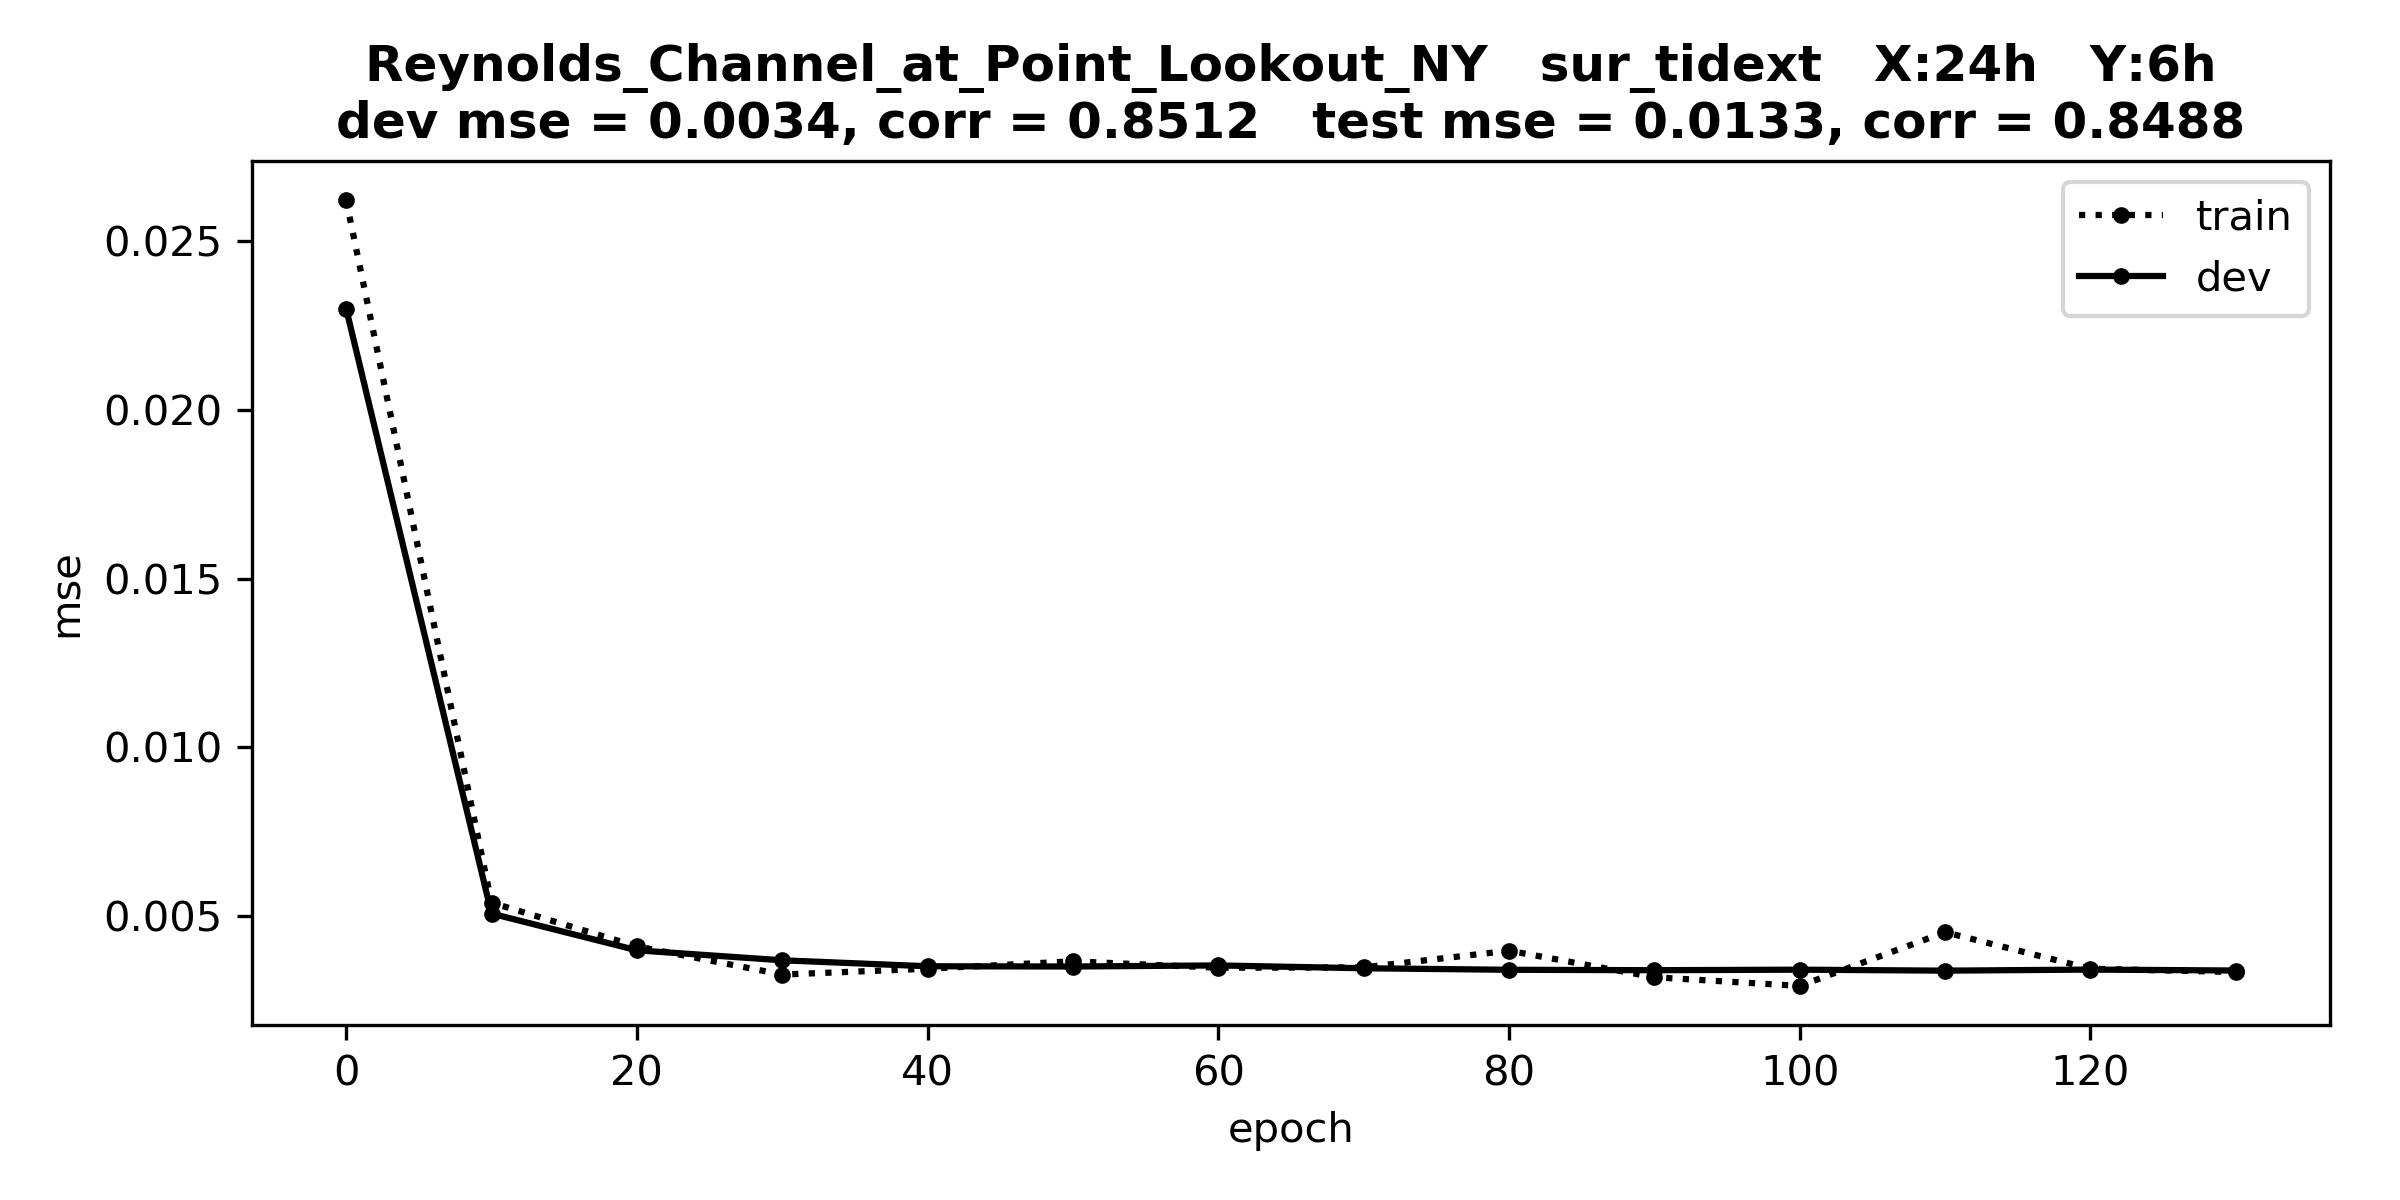 Reynolds_Channel_at_Point_Lookout_NY   sur_tidext   X:24h   Y:6h
dev mse = 0.0034, corr = 0.8512   test mse = 0.0133, corr = 0.8488
train
dev
0.025
0.020
0.015
0.010
0.005
mse
0 20 40 60 80 100 120
epoch